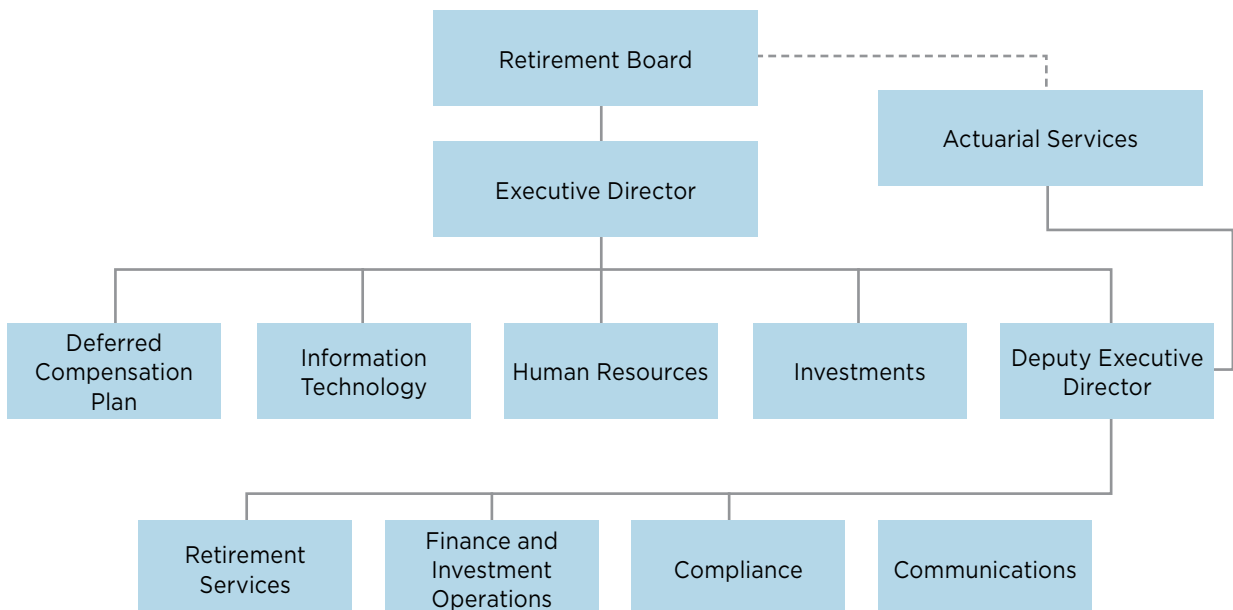 Retirement Board
Actuarial Services
Executive Director
Deferred
Compensation
Plan
Information
Technology
Human Resources
Investments
Deputy Executive
Director
Retirement
Services
Finance and
Investment
Operations
Compliance
Communications